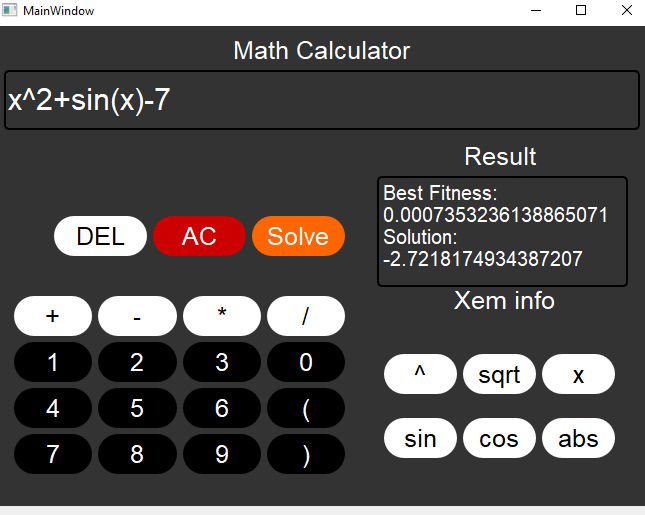 MainWindow
Math Calculator
x^2+sin(x)-7
Result
Best Fitness:
0.0007353236138865071
Solution:
-2.7218174934387207
DEL AC Solve
Xem info
+ - * /
1 2 3 0
^ sqrt x
4 5 6 (
sin cos abs
7 8 9 )